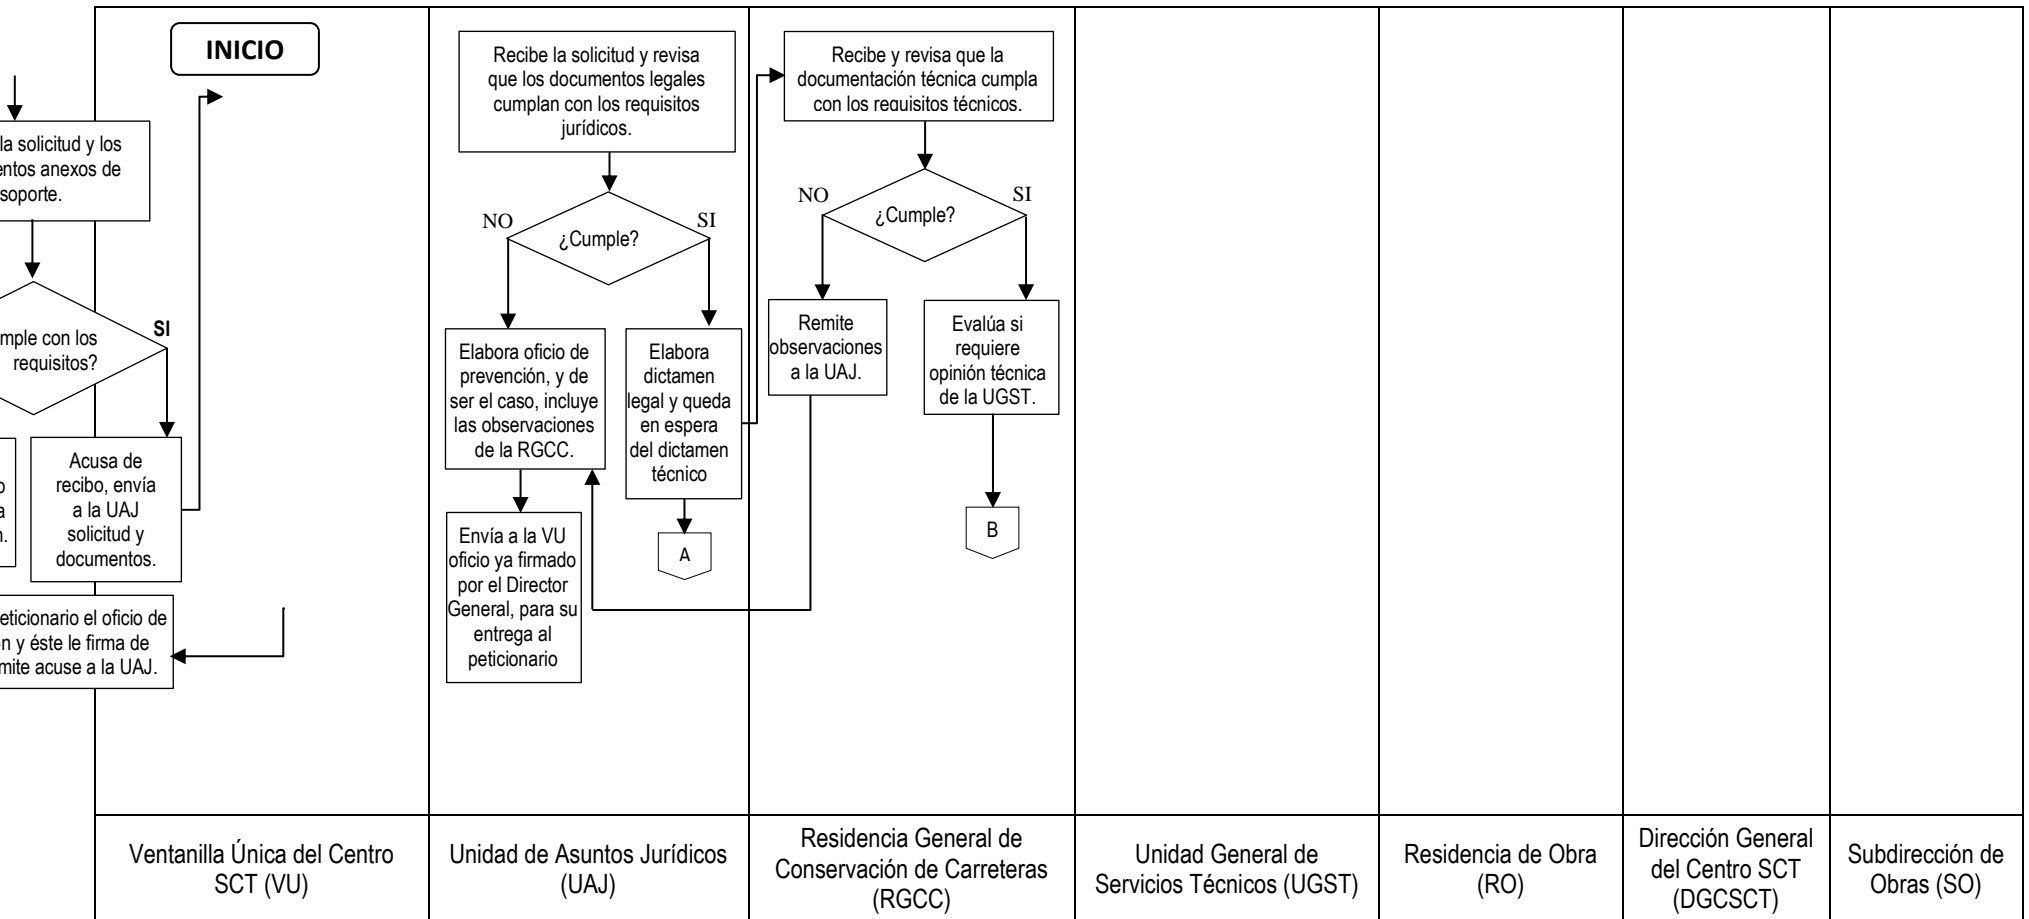 INICIO
la solicitud y los
anexos de
soporte.
con los
requisitos?
SI
Acusa de
recibo, envía
a la UAJ
solicitud y
documentos.
el oficio de
y éste le firma de
acuse a la UAJ.
Recibe la solicitud y revisa
que los documentos legales
cumplan con los requisitos
jurídicos.
NO
SI
¿Cumple?
Elabora oficio de
prevención, y de
ser el caso, incluye
las observaciones
de la RGCC.
Elabora
dictamen
legal y queda
en espera
del dictamen
técnico
Envía a la VU
oficio ya firmado
por el Director
General, para su
entrega al
peticionario
A
Recibe y revisa que la
documentación técnica cumpla
con los requisitos técnicos.
NO
SI
¿Cumple?
Remite
observaciones
a la UAJ.
Evalúa si
requiere
opinión técnica
de la UGST.
B
Ventanilla Única del Centro
SCT (VU)
Unidad de Asuntos Jurídicos
(UAJ)
Residencia General de
Conservación de Carreteras
(RGCC)
Unidad General de
Servicios Técnicos (UGST)
Residencia de Obra
(RO)
Dirección General
del Centro SCT
(DGCSCT)
Subdirección de
Obras (SO)